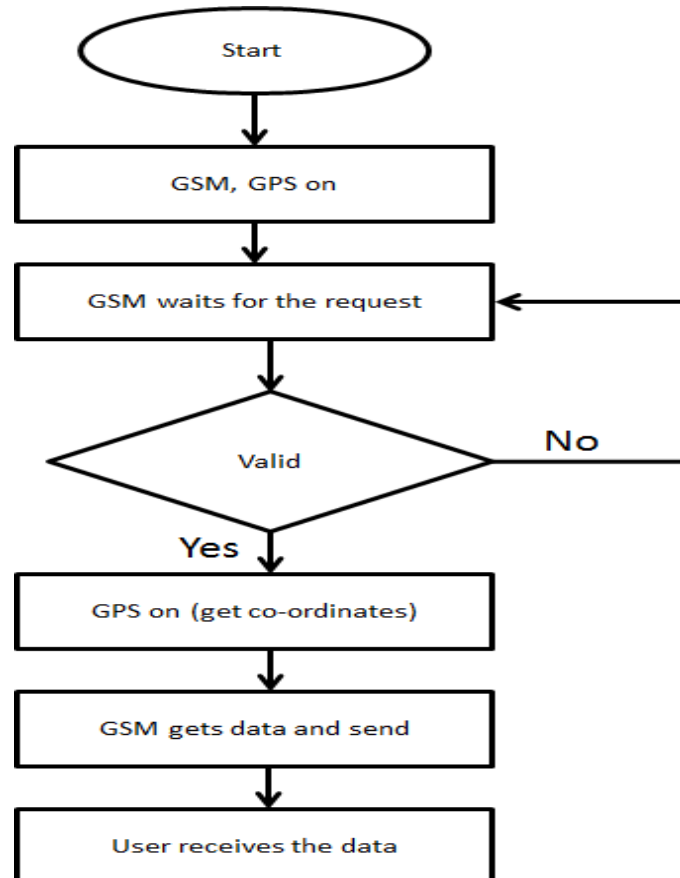 Start
GSM, GPS on
GSM waits for the request
Valid
No
Yes
GPS on (get co-ordinates)
GSM gets data and send
User receives the data